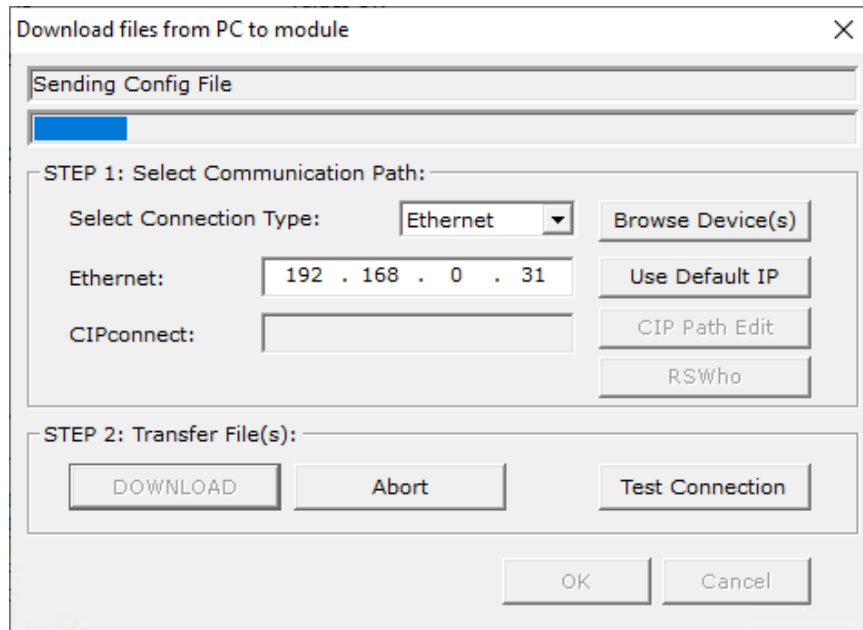 Download files from PC to module
Sending Config File
STEP 1: Select Communication Path:
Select Connection Type: Ethernet Browse Device(s)
Ethernet: 192 . 168 . 0 . 31 Use Default IP
CIPconnect: CIP Path Edit
RSWho
STEP 2: Transfer File(s):
DOWNLOAD Abort Test Connection
OK Cancel